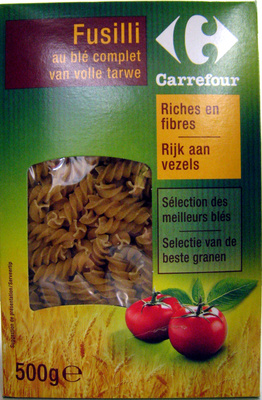 Fusilli
au blé complet
van volle tarwe
Carrefour
Riches en
fibres
Rijk aan
vezels
Sélection des
meilleurs blés
Selectie van de
beste granen
500g℮